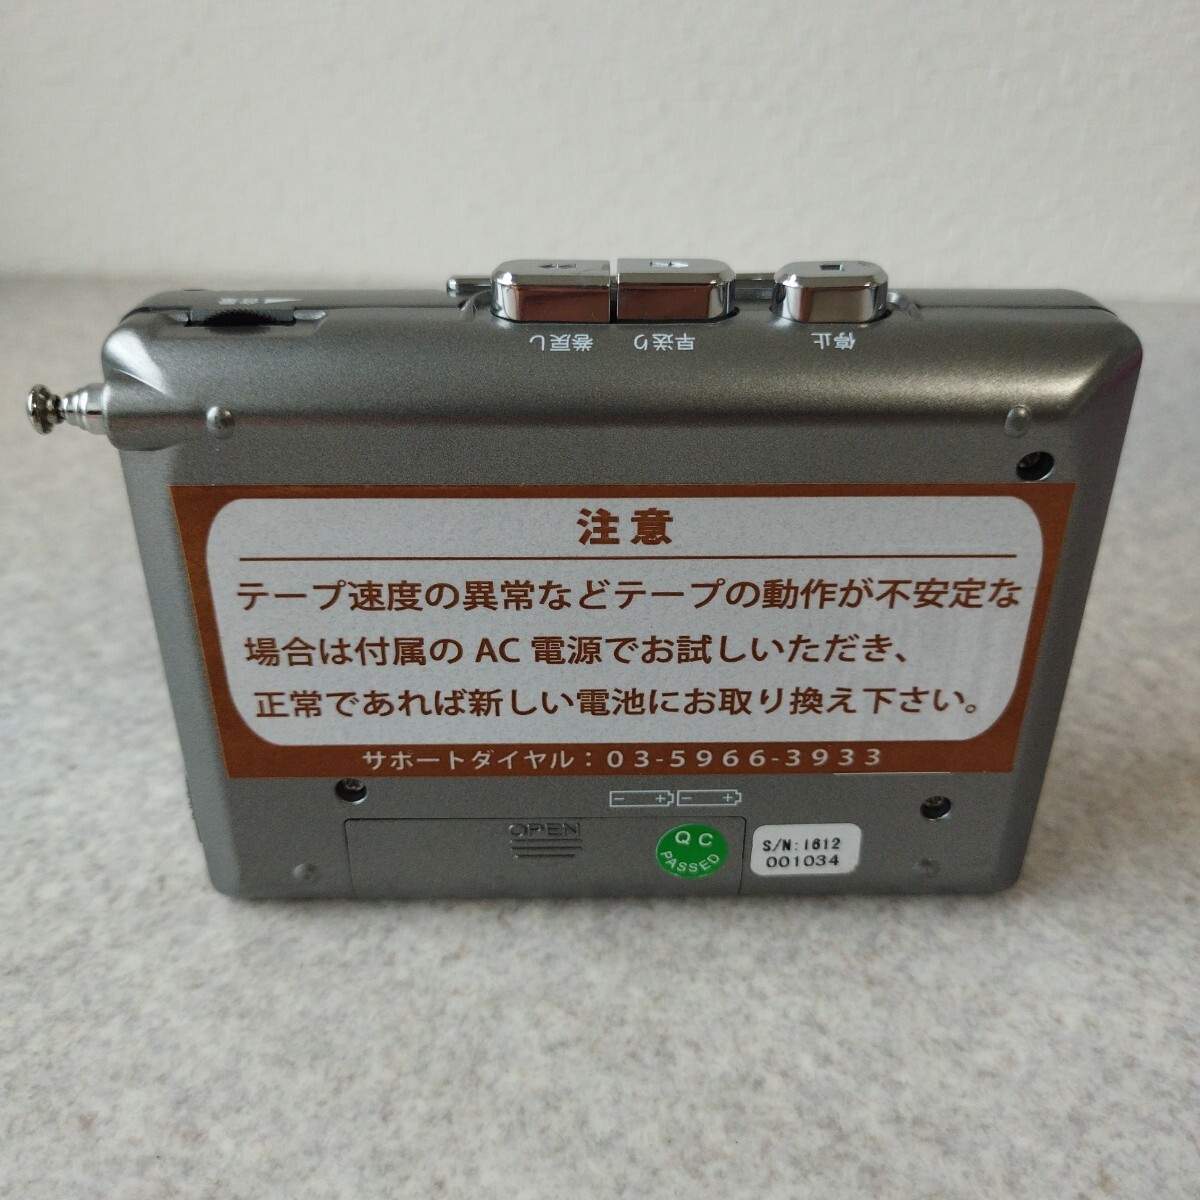 音量
巻戻し 早送り 停止
注意
テープ速度の異常などテープの動作が不安定な
場合は付属の AC 電源でお試しいただき、
正常であれば新しい電池にお取り換え下さい。
サポートダイヤル：03-5966-3933
- + - +
OPEN
QC
PASSED
S/N:1612
001034